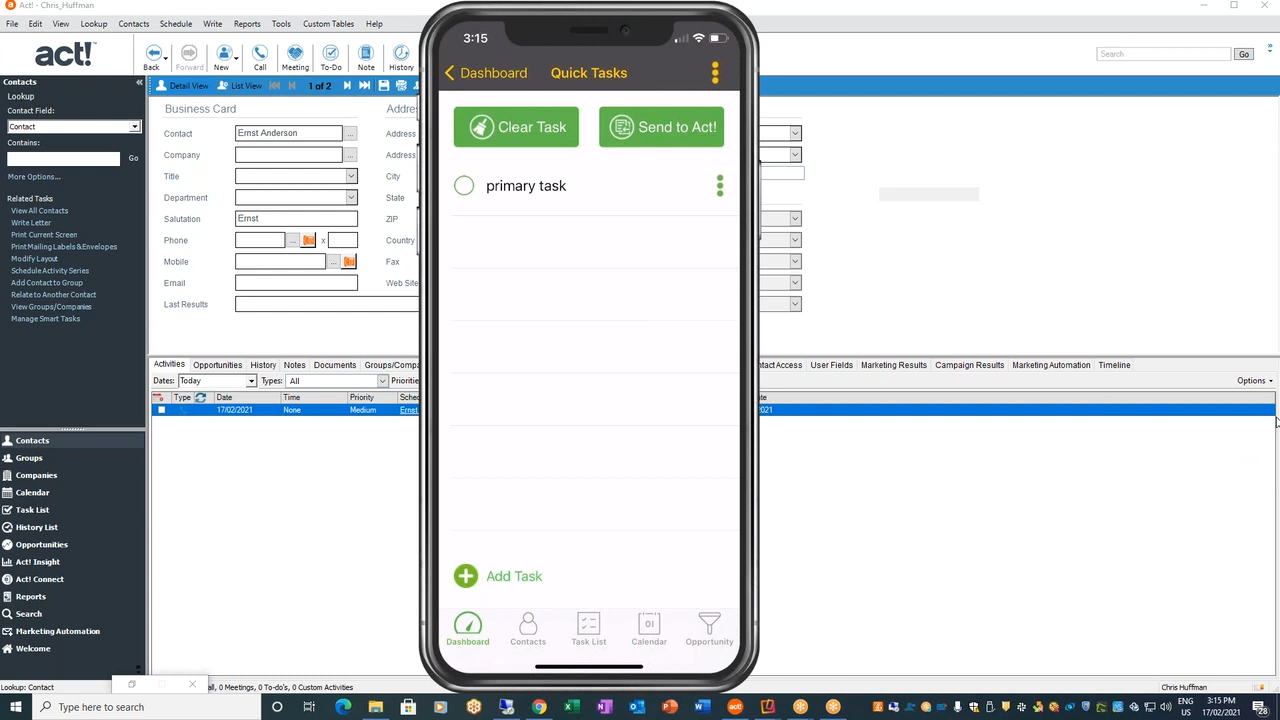 Act! - Chris_Huffman
File Edit View Lookup Contacts Schedule Write Reports Tools Custom Tables Help
act!
Back Forward New Call Meeting To-Do Note History
Search Go
Contacts
Lookup
Contact Field:
Contact
Contains:
Go
More Options...
Related Tasks
View All Contacts
Write Letter
Print Current Screen
Print Mailing Labels & Envelopes
Modify Layout
Schedule Activity Series
Add Contact to Group
Relate to Another Contact
View Groups/Companies
Manage Smart Tasks
Contacts
Groups
Companies
Calendar
Task List
History List
Opportunities
Act! Insight
Act! Connect
Reports
Search
Marketing Automation
Welcome
Lookup: Contact
Detail View List View 1 of 2
Business Card
Contact Ernst Anderson
Company
Title
Department
Salutation Ernst
Phone x
Mobile
Email
Last Results
Address
Address
City
State
ZIP
Country
Fax
Web Site
Activities Opportunities History Notes Documents Groups/Compa
User Fields Marketing Results Campaign Results Marketing Automation Timeline
Dates: Today Types: All Priorities
Options
Type Date Time Priority
17/02/2021 None Medium Ernst
3:15
Dashboard Quick Tasks
Clear Task Send to Act!
primary task
Add Task
Dashboard Contacts Task List Calendar Opportunity
0 Meetings, 0 To-do's, 0 Custom Activities
Chris Huffman
Type here to search
ENG
US
3:15 PM
17/02/2021